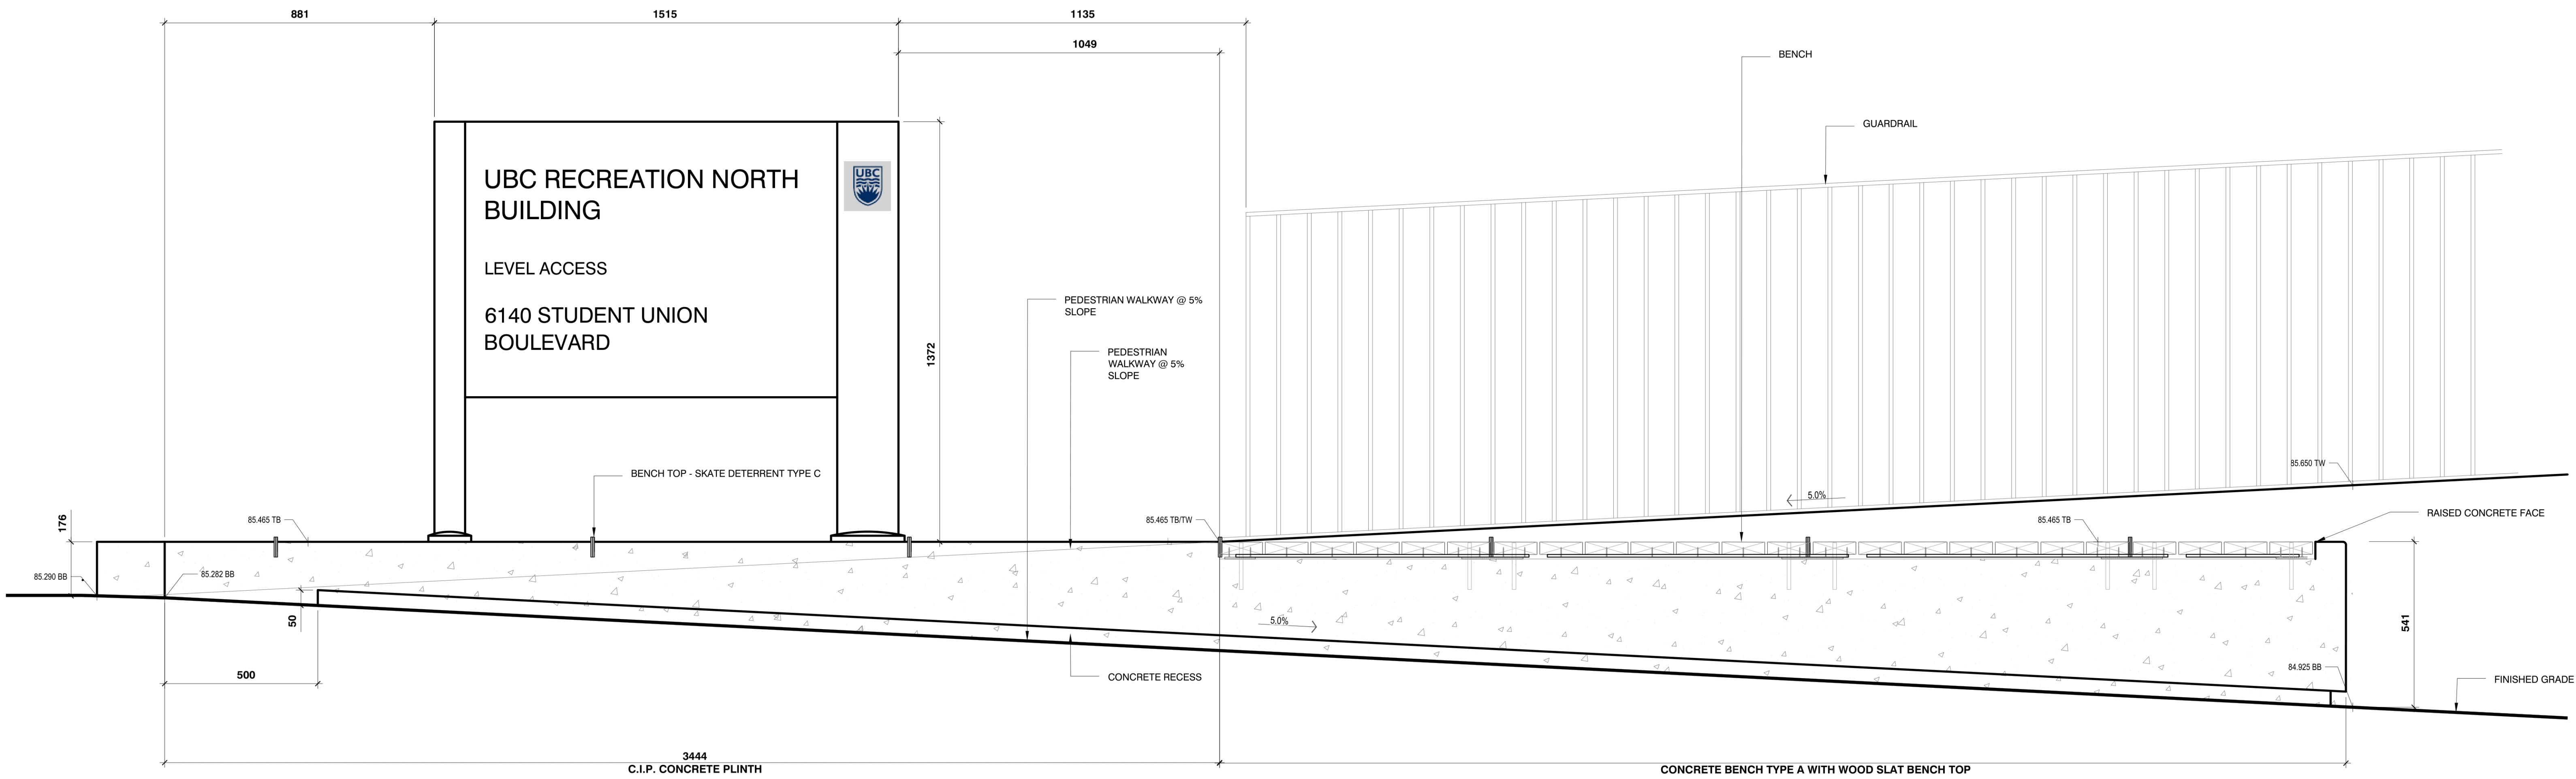 881
1515
1135
1049
BENCH
GUARDRAIL
UBC RECREATION NORTH
BUILDING
UBC
LEVEL ACCESS
6140 STUDENT UNION
BOULEVARD
1372
PEDESTRIAN WALKWAY @ 5%
SLOPE
PEDESTRIAN
WALKWAY @ 5%
SLOPE
BENCH TOP - SKATE DETERRENT TYPE C
85.650 TW
5.0%
176
85.465 TB
85.465 TB/TW
85.465 TB
RAISED CONCRETE FACE
85.290 BB
85.282 BB
50
5.0%
541
500
CONCRETE RECESS
84.925 BB
FINISHED GRADE
3444
C.I.P. CONCRETE PLINTH
CONCRETE BENCH TYPE A WITH WOOD SLAT BENCH TOP